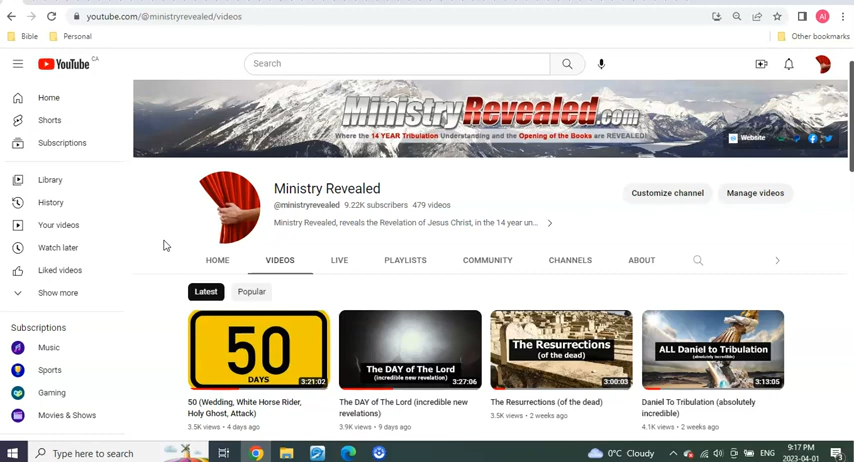 youtube.com/@ministryrevealed/videos
AI
Bible
Personal
Other bookmarks
YouTube CA
Search
Home
Shorts
Subscriptions
Library
History
Your videos
Watch later
Liked videos
Show more
Subscriptions
Music
Sports
Gaming
Movies & Shows
MinistryRevealed.com
Where the 14 YEAR Tribulation Understanding and the Opening of the Books are REVEALED!
Website
Ministry Revealed
@ministryrevealed 9.22K subscribers 479 videos
Ministry Revealed, reveals the Revelation of Jesus Christ, in the 14 year un...
Customize channel
Manage videos
HOME
VIDEOS
LIVE
PLAYLISTS
COMMUNITY
CHANNELS
ABOUT
Latest
Popular
50
DAYS
3:21:02
50 (Wedding, White Horse Rider,
Holy Ghost, Attack)
3.5K views • 4 days ago
The DAY of The Lord
(incredible new revelation)
3:27:06
The DAY of The Lord (incredible new
revelations)
3.9K views • 9 days ago
The Resurrections
(of the dead)
3:00:03
The Resurrections (of the dead)
3.5K views • 2 weeks ago
ALL Daniel to Tribulation
(absolutely incredible)
3:13:05
Daniel To Tribulation (absolutely
incredible)
4.1K views • 2 weeks ago
Type here to search
0°C Cloudy
ENG
9:17 PM
2023-04-01
3